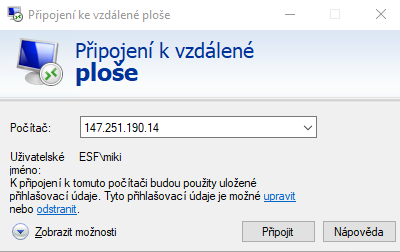 Připojení ke vzdálené ploše
Připojení k vzdálené
ploše
Počítač: 147.251.190.14
Uživatelské ESF\miki
jméno:
K připojení k tomuto počítači budou použity uložené
přihlašovací údaje. Tyto přihlašovací údaje je možné upravit
nebo odstranit.
Zobrazit možnosti Připojit Nápověda